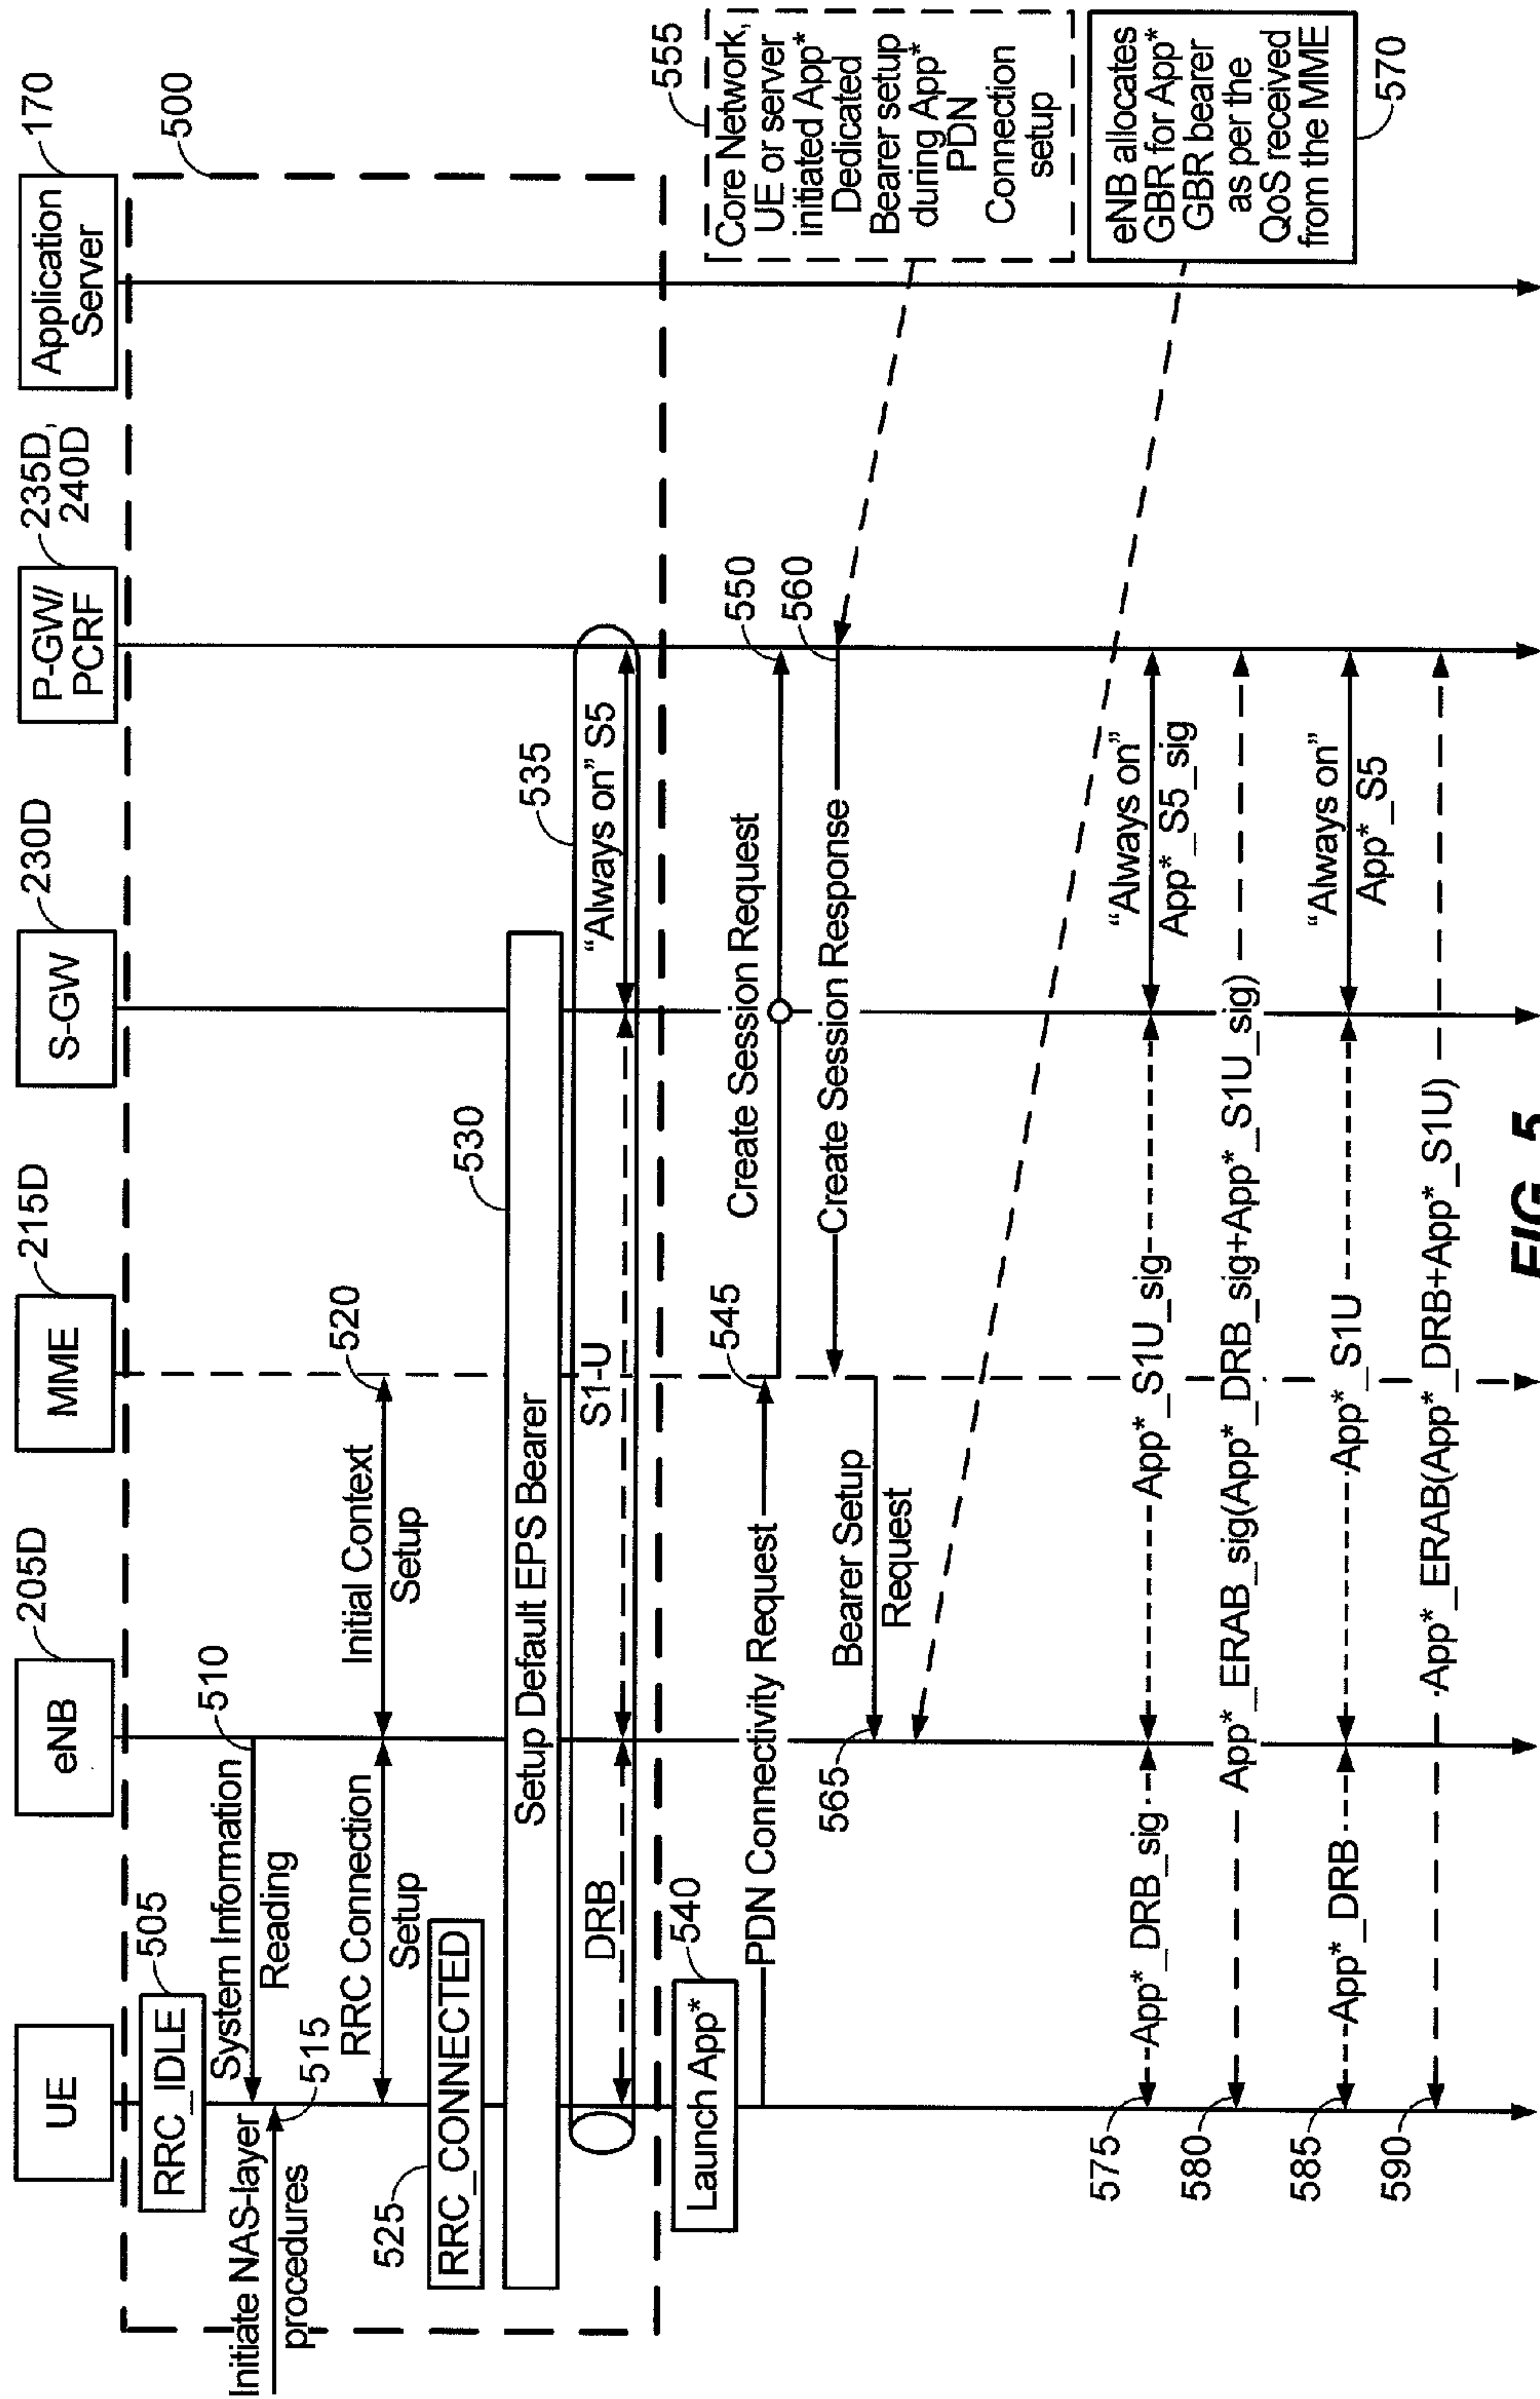 UE
eNB
205D
MME
215D
S-GW
230D
P-GW/
PCRF
235D,
240D
Application
Server
170
500
RRC_IDLE
505
System Information
Reading
510
Initiate NAS-layer
procedures
515
RRC Connection
Setup
Initial Context
Setup
520
525
RRC_CONNECTED
Setup Default EPS Bearer
530
535
DRB
S1-U
“Always on” S5
Launch App*
540
PDN Connectivity Request
545
Create Session Request
550
Create Session Response
560
555
Core Network,
UE or server
initiated App*
Dedicated
Bearer setup
during App*
PDN
Connection
setup
Bearer Setup
Request
565
eNB allocates
GBR for App*
GBR bearer
as per the
QoS received
from the MME
570
575
App*_DRB_sig
App*_S1U_sig
“Always on”
App*_S5_sig
580
App*_ERAB_sig(App*_DRB_sig+App*_S1U_sig)
585
App*_DRB
App*_S1U
“Always on”
App*_S5
590
App*_ERAB(App*_DRB+App*_S1U)
FIG. 5